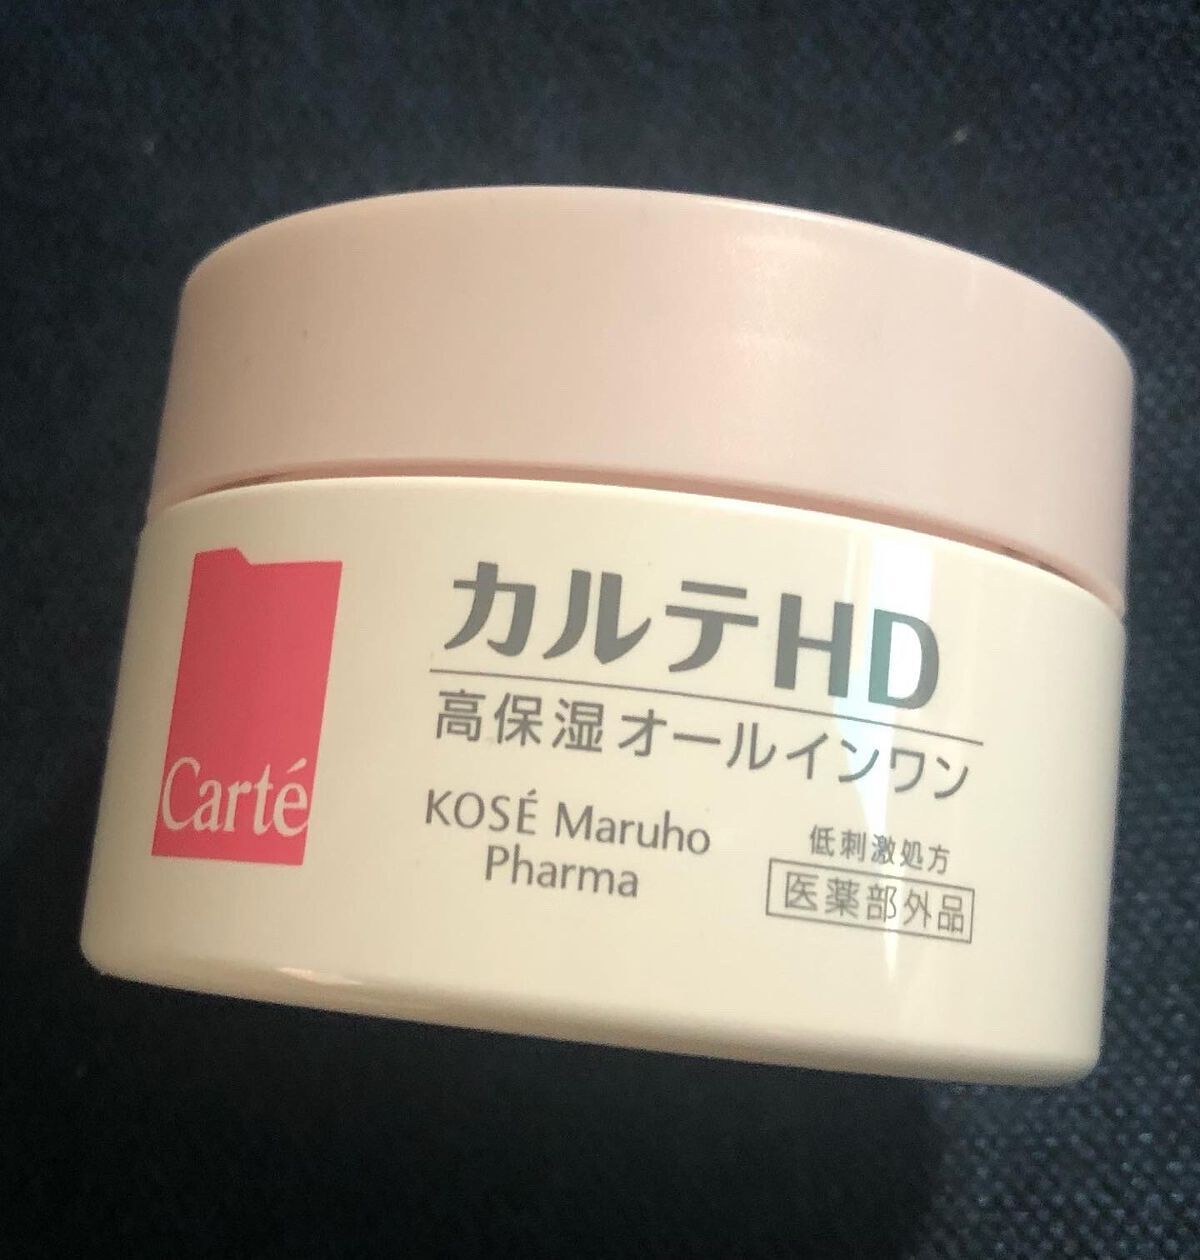 Carté
カルテHD
高保湿オールインワン
KOSÉ Maruho
Pharma
低刺激処方
医薬部外品